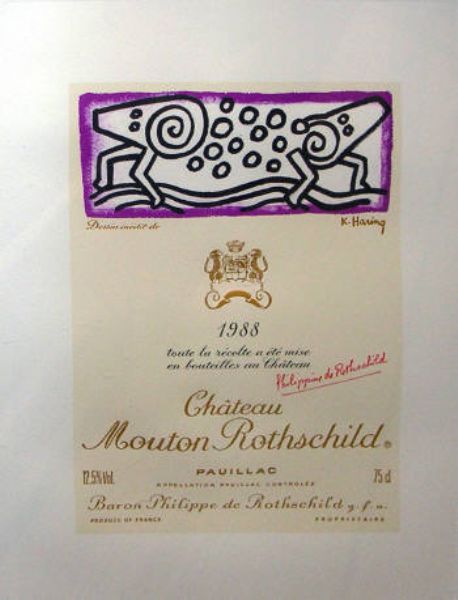 Dessin inédit de
K. Haring
1988
toute la récolte a été mise
en bouteilles au Château
Philippine de Rothschild
Château
Mouton Rothschild
®
PAUILLAC
APPELLATION PAUILLAC CONTRÔLÉE
12.5% Vol. 75 cl
Baron Philippe de Rothschild g.f.a.
PRODUCE OF FRANCE PROPRIÉTAIRE